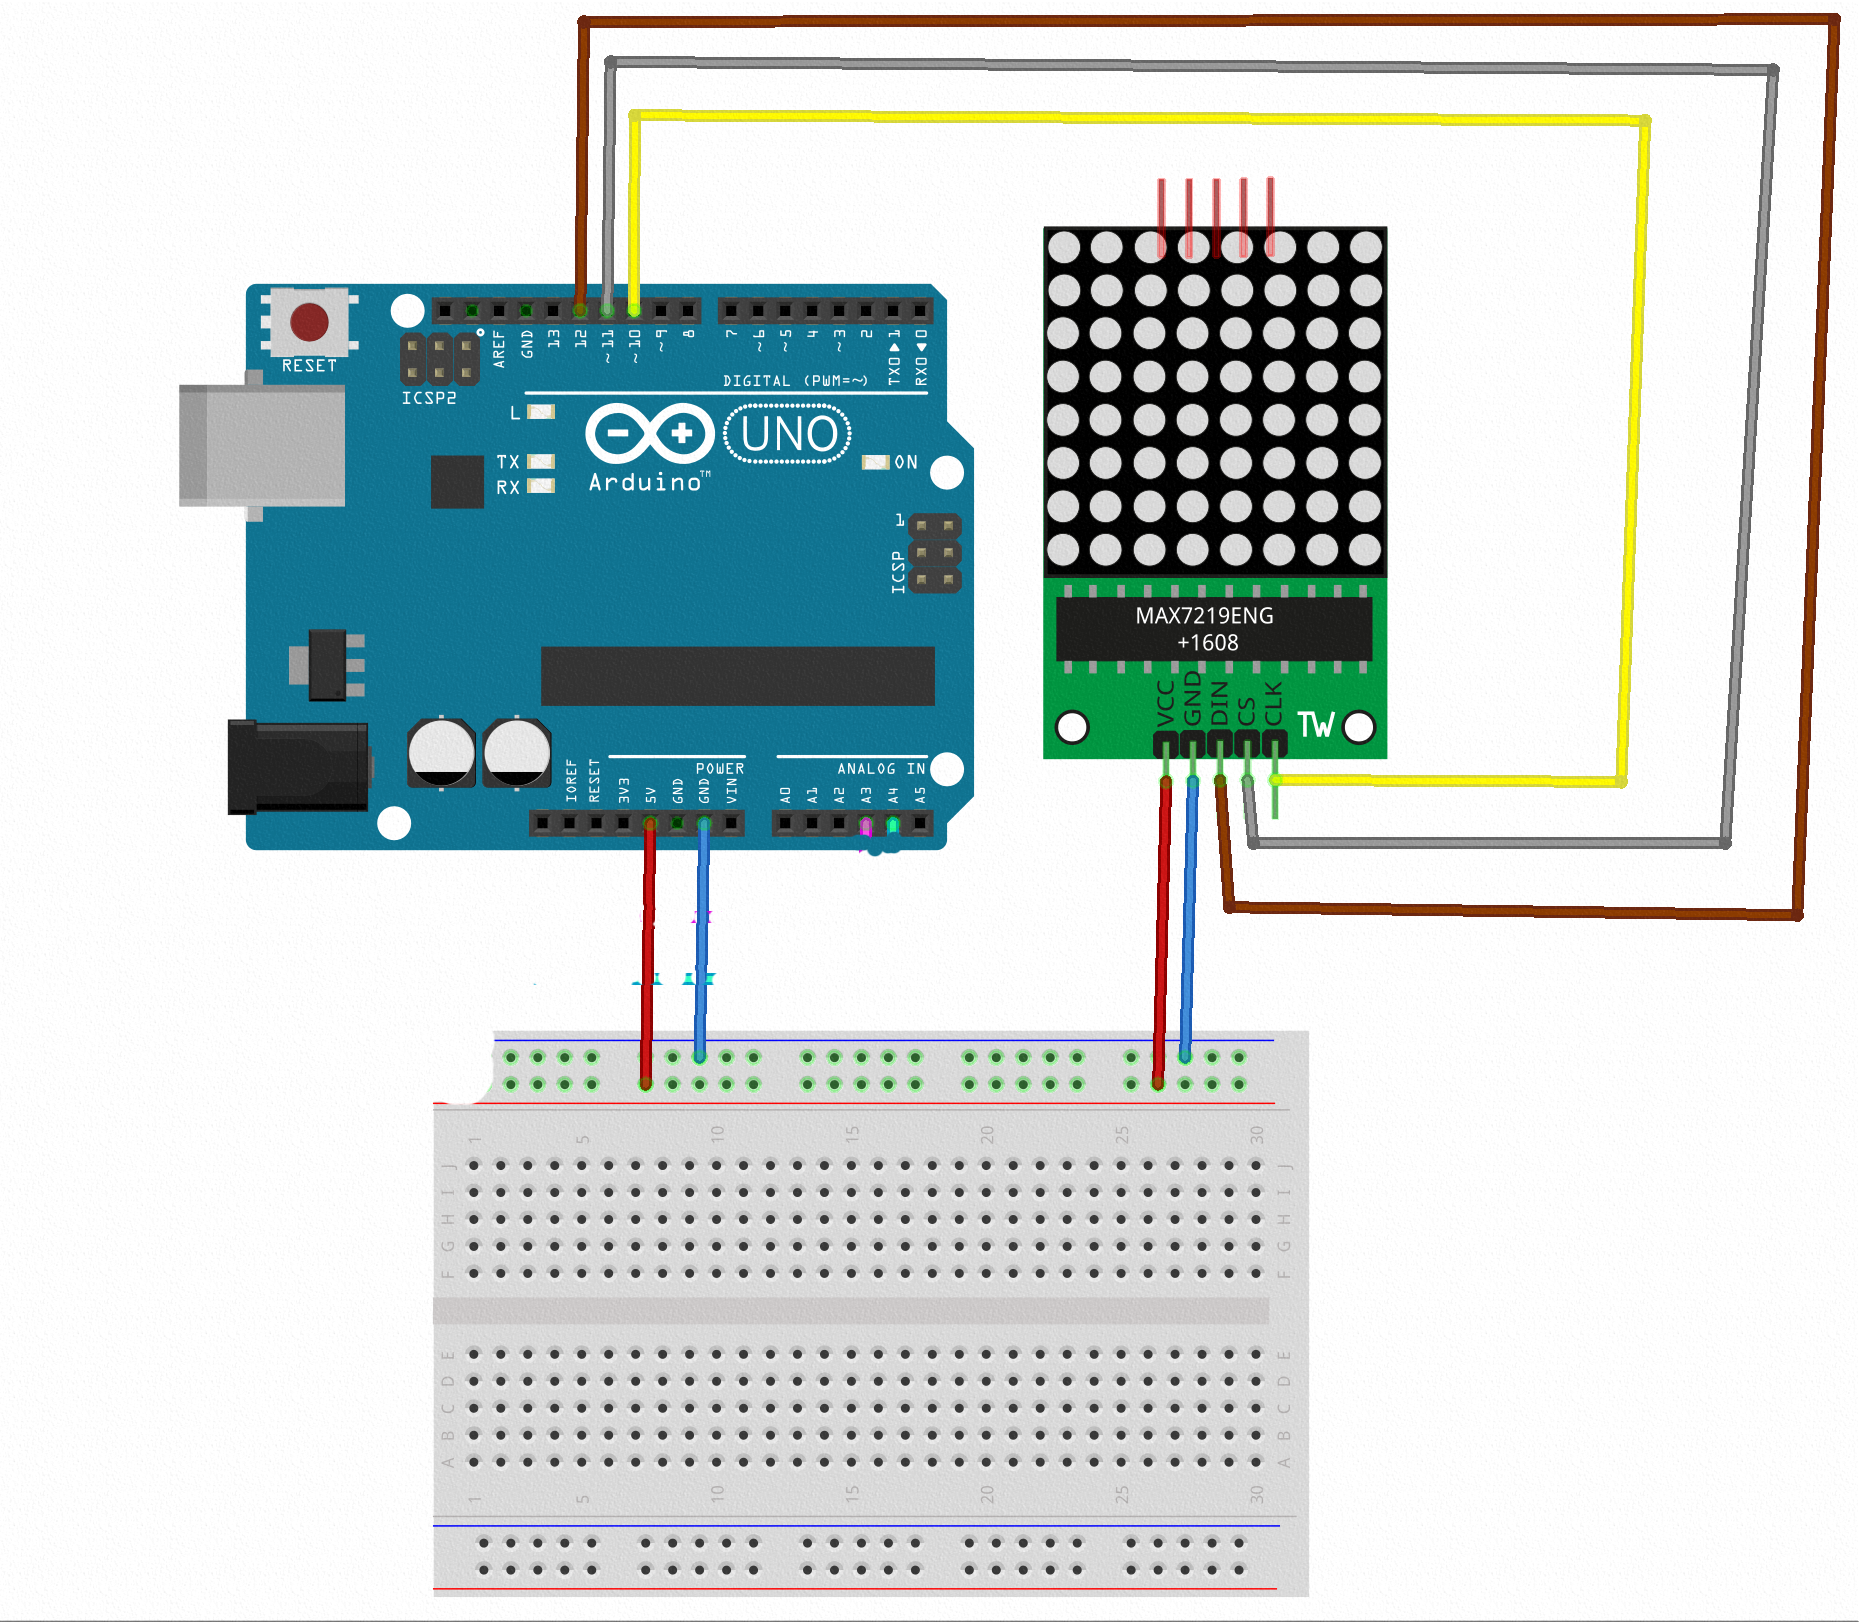 RESET
ICSP2
AREF
GND
13
12
~11
~10
~9
8
7
~6
~5
4
~3
2
TX0▶1
RX0◀0
DIGITAL (PWM=~)
L
TX
RX
UNO
Arduino™
ON
1
ICSP
IOREF
RESET
3V3
5V
GND
GND
VIN
POWER
ANALOG IN
A0
A1
A2
A3
A4
A5
MAX7219ENG
+1608
VCC
GND
DIN
CS
CLK
TW
1 5 10 15 20 25 30
J J
I I
H H
G G
F F
E E
D D
C C
B B
A A
1 5 10 15 20 25 30